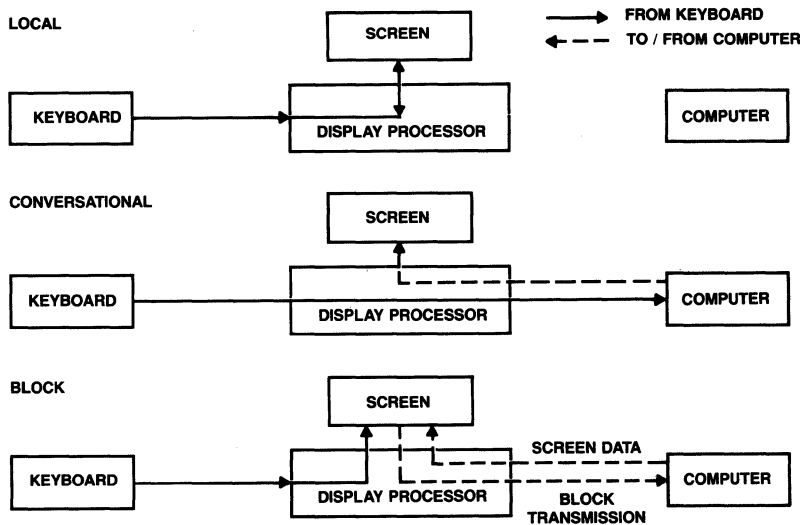 LOCAL
SCREEN
FROM KEYBOARD
TO / FROM COMPUTER
KEYBOARD
DISPLAY PROCESSOR
COMPUTER
CONVERSATIONAL
SCREEN
KEYBOARD
DISPLAY PROCESSOR
COMPUTER
BLOCK
SCREEN
KEYBOARD
DISPLAY PROCESSOR
SCREEN DATA
COMPUTER
BLOCK
TRANSMISSION